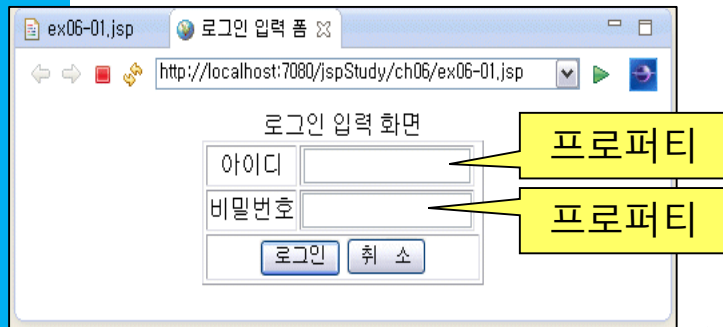 ex06-01.jsp
로그인 입력 폼
http://localhost:7080/jspStudy/ch06/ex06-01.jsp
로그인 입력 화면
아이디
프로퍼티
비밀번호
프로퍼티
로그인 취 소